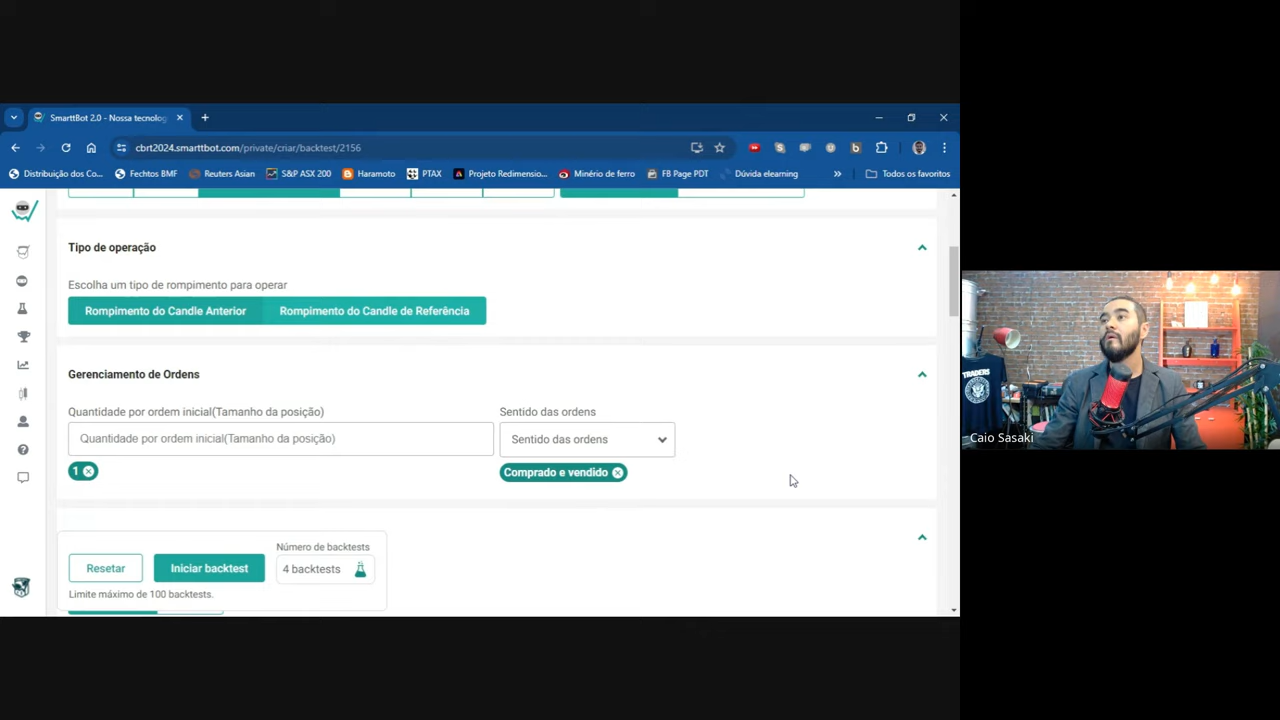 SmarttBot 2.0 - Nossa tecnolog
cbrt2024.smarttbot.com/private/criar/backtest/2156
Distribuição dos Co...
Fechtos BMF
Reuters Asian
S&P ASX 200
Haramoto
PTAX
Projeto Redimensio...
Minério de ferro
FB Page PDT
Dúvida elearning
»
Todos os favoritos
Tipo de operação
Escolha um tipo de rompimento para operar
Rompimento do Candle Anterior
Rompimento do Candle de Referência
Gerenciamento de Ordens
Quantidade por ordem inicial(Tamanho da posição)
Sentido das ordens
Quantidade por ordem inicial(Tamanho da posição)
Sentido das ordens
1
Comprado e vendido
Número de backtests
Resetar
Iniciar backtest
4 backtests
Limite máximo de 100 backtests.
TRADERS
Caio Sasaki